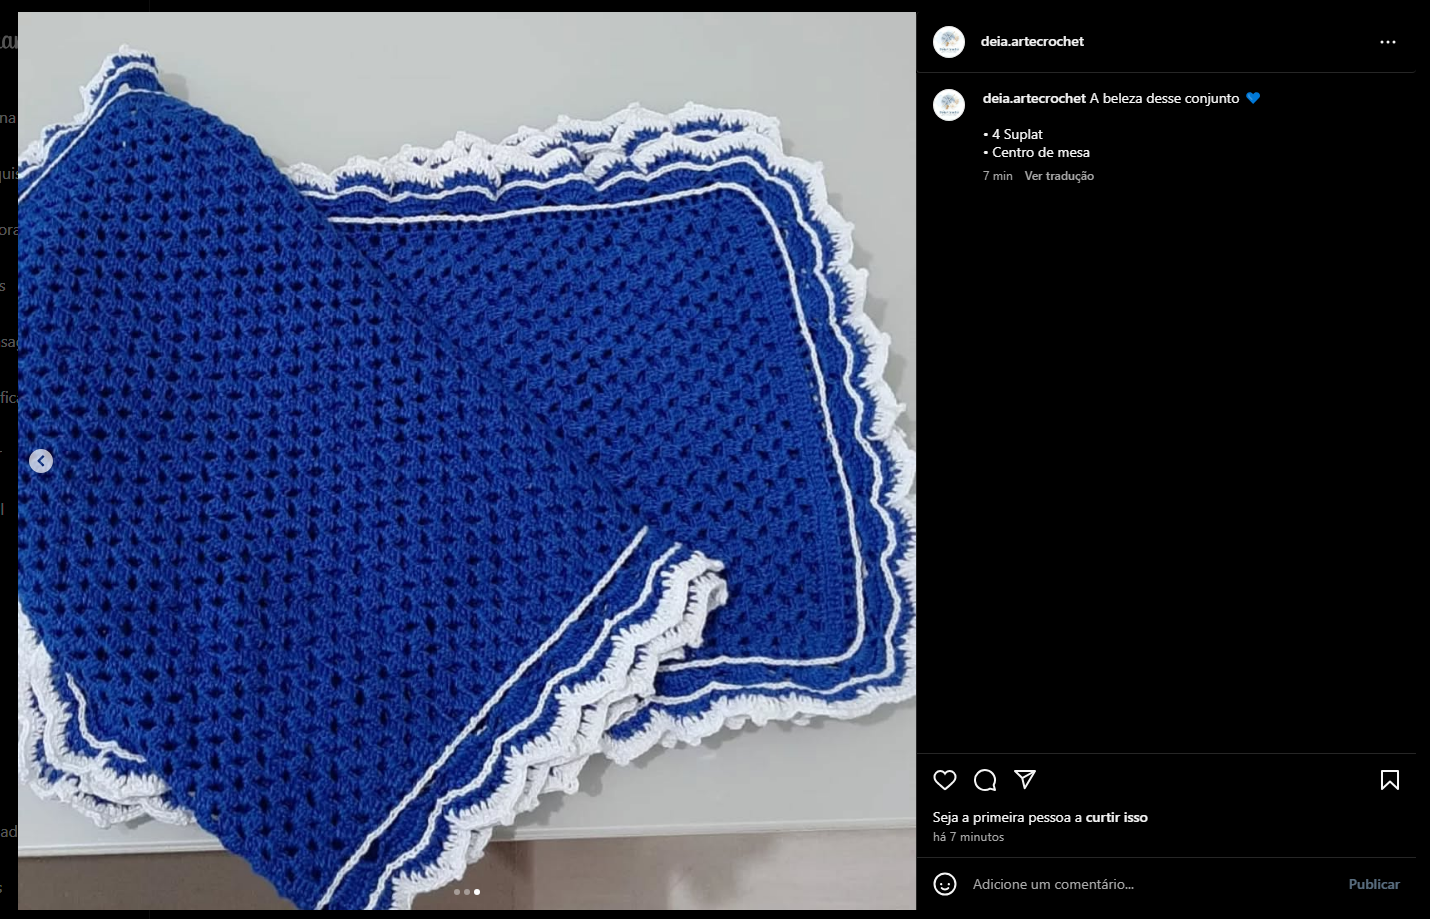 deia.artecrochet
deia.artecrochet A beleza desse conjunto 💙
• 4 Suplat
• Centro de mesa
7 min Ver tradução
Seja a primeira pessoa a curtir isso
há 7 minutos
Adicione um comentário... Publicar